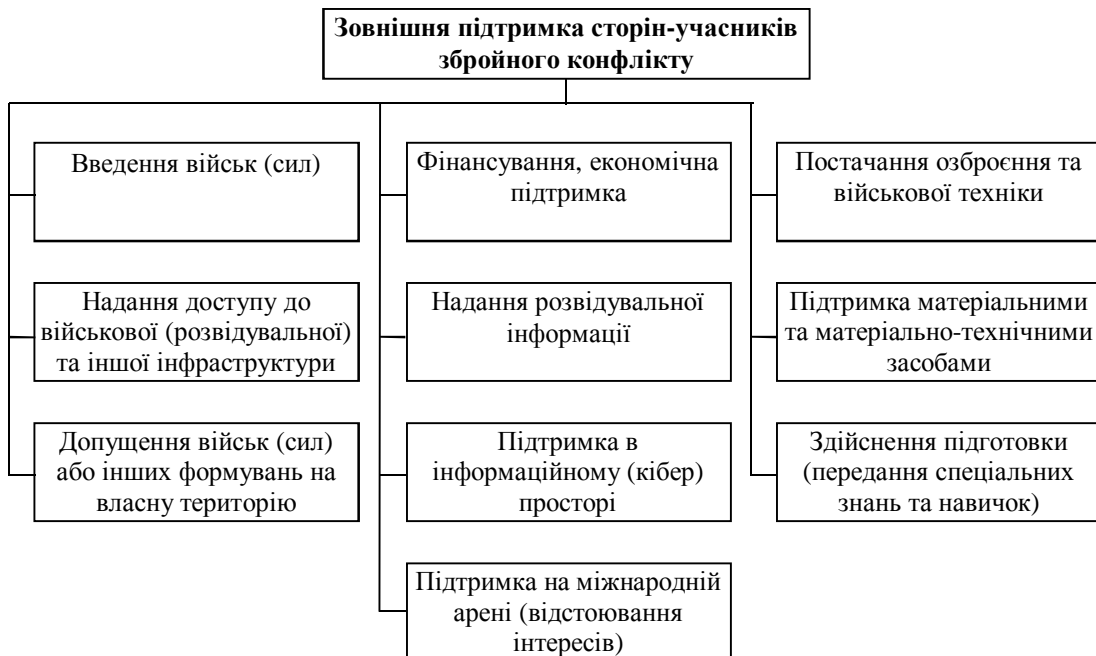 Зовнішня підтримка сторін-учасників
збройного конфлікту
Введення військ (сил)
Фінансування, економічна
підтримка
Постачання озброєння та
військової техніки
Надання доступу до
військової (розвідувальної)
та іншої інфраструктури
Надання розвідувальної
інформації
Підтримка матеріальними
та матеріально-технічними
засобами
Допущення військ (сил)
або інших формувань на
власну територію
Підтримка в
інформаційному (кібер)
просторі
Здійснення підготовки
(передання спеціальних
знань та навичок)
Підтримка на міжнародній
арені (відстоювання
інтересів)